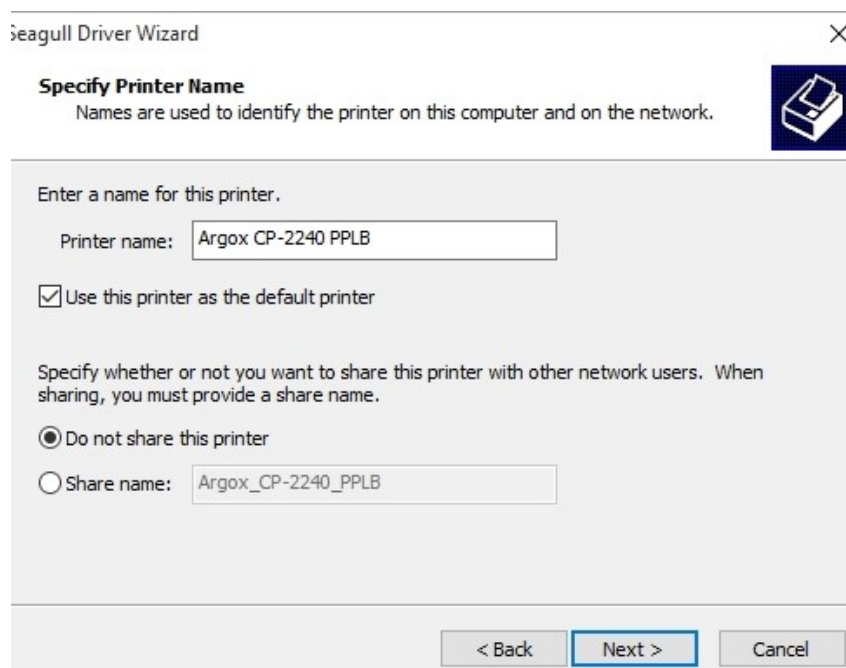 Seagull Driver Wizard
Specify Printer Name
Names are used to identify the printer on this computer and on the network.
Enter a name for this printer.
Printer name: Argox CP-2240 PPLB
Use this printer as the default printer
Specify whether or not you want to share this printer with other network users. When
sharing, you must provide a share name.
Do not share this printer
Share name: Argox_CP-2240_PPLB
< Back Next > Cancel